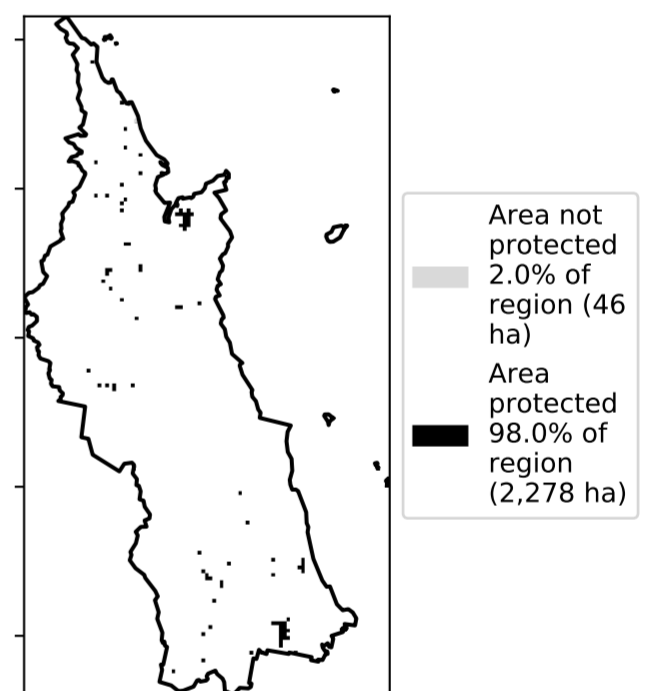 Area not
protected
2.0% of
region (46
ha)
Area
protected
98.0% of
region
(2,278 ha)